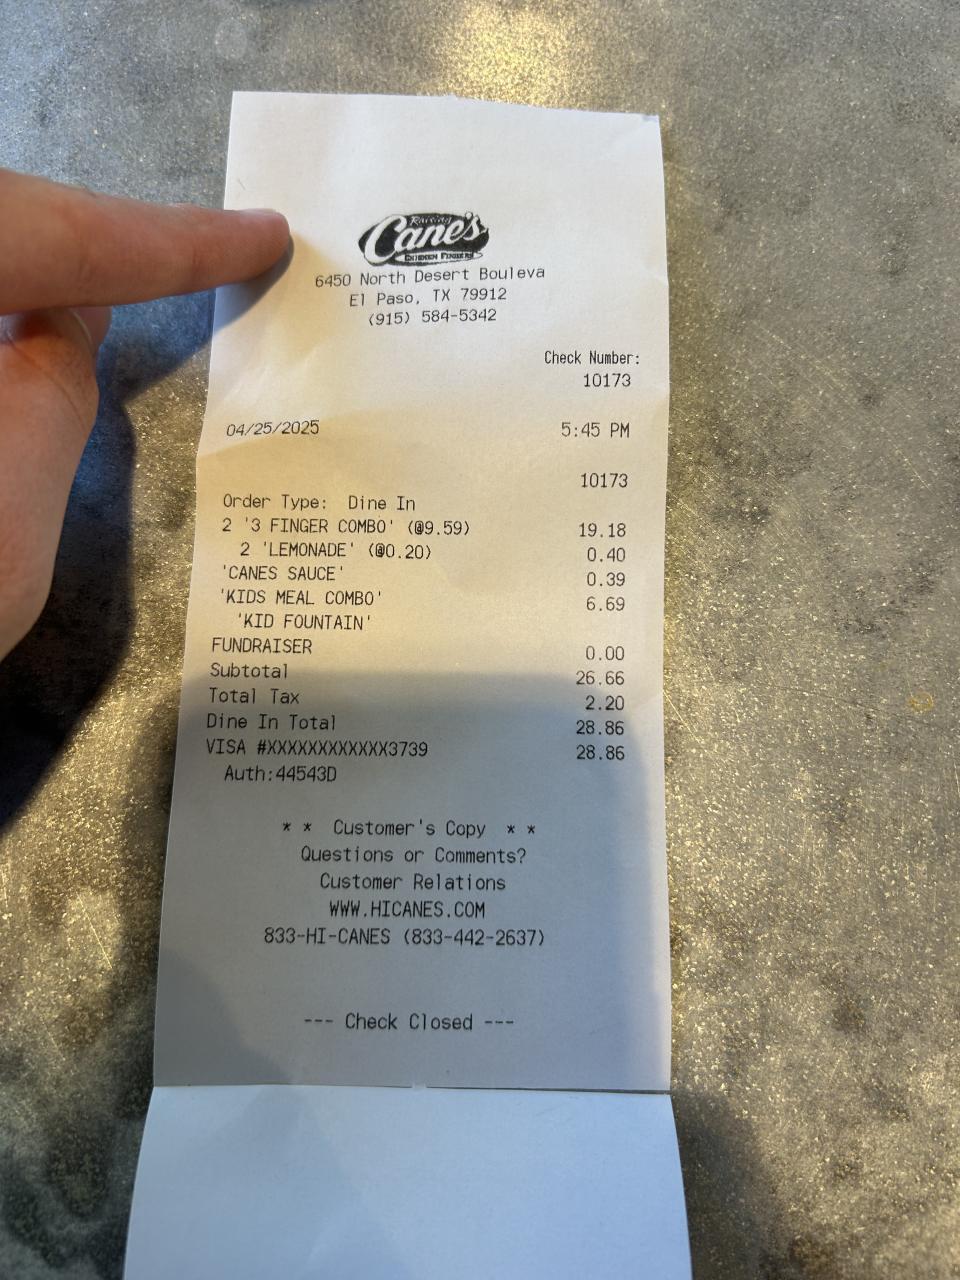 Raising
Cane's
CHICKEN FINGERS
6450 North Desert Bouleva
El Paso, TX 79912
(915) 584-5342
Check Number:
10173
04/25/2025 5:45 PM
10173
Order Type: Dine In
2 '3 FINGER COMBO' (@9.59) 19.18
2 'LEMONADE' (@0.20) 0.40
'CANES SAUCE' 0.39
'KIDS MEAL COMBO' 6.69
'KID FOUNTAIN'
FUNDRAISER 0.00
Subtotal 26.66
Total Tax 2.20
Dine In Total 28.86
VISA #XXXXXXXXXXXX3739 28.86
Auth:44543D
* * Customer's Copy * *
Questions or Comments?
Customer Relations
WWW.HICANES.COM
833-HI-CANES (833-442-2637)
--- Check Closed ---